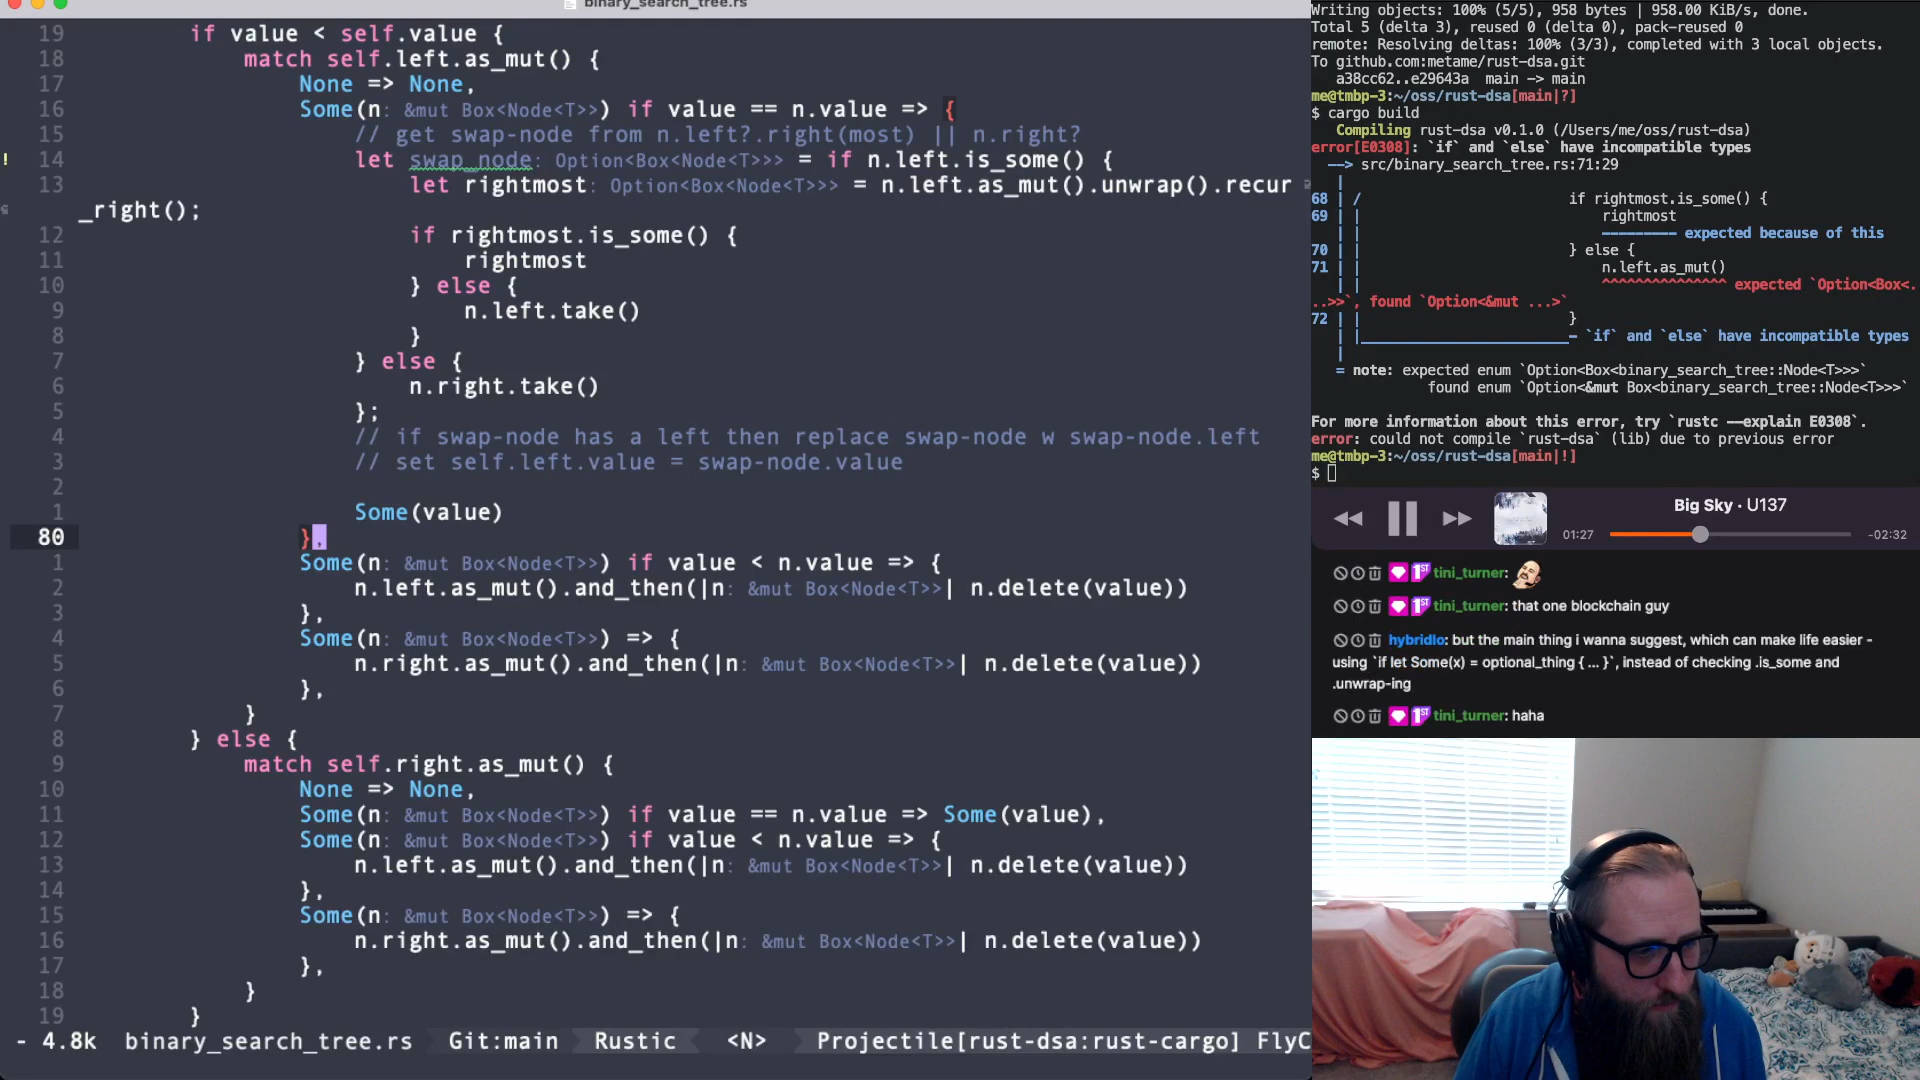 binary_search_tree.rs
19 if value < self.value {
18 match self.left.as_mut() {
17 None => None,
16 Some(n: &mut Box<Node<T>>) if value == n.value => {
15 // get swap-node from n.left?.right(most) || n.right?
! 14 let swap_node: Option<Box<Node<T>>> = if n.left.is_some() {
13 let rightmost: Option<Box<Node<T>>> = n.left.as_mut().unwrap().recur
_right();
12 if rightmost.is_some() {
11 rightmost
10 } else {
9 n.left.take()
8 }
7 } else {
6 n.right.take()
5 };
4 // if swap-node has a left then replace swap-node w swap-node.left
3 // set self.left.value = swap-node.value
2
1 Some(value)
80 },
1 Some(n: &mut Box<Node<T>>) if value < n.value => {
2 n.left.as_mut().and_then(|n: &mut Box<Node<T>>| n.delete(value))
3 },
4 Some(n: &mut Box<Node<T>>) => {
5 n.right.as_mut().and_then(|n: &mut Box<Node<T>>| n.delete(value))
6 },
7 }
8 } else {
9 match self.right.as_mut() {
10 None => None,
11 Some(n: &mut Box<Node<T>>) if value == n.value => Some(value),
12 Some(n: &mut Box<Node<T>>) if value < n.value => {
13 n.left.as_mut().and_then(|n: &mut Box<Node<T>>| n.delete(value))
14 },
15 Some(n: &mut Box<Node<T>>) => {
16 n.right.as_mut().and_then(|n: &mut Box<Node<T>>| n.delete(value))
17 },
18 }
19 }
- 4.8k binary_search_tree.rs Git:main Rustic <N> Projectile[rust-dsa:rust-cargo] FlyC
Writing objects: 100% (5/5), 958 bytes | 958.00 KiB/s, done.
Total 5 (delta 3), reused 0 (delta 0), pack-reused 0
remote: Resolving deltas: 100% (3/3), completed with 3 local objects.
To github.com:metame/rust-dsa.git
a38cc62..e29643a main -> main
me@tmbp-3:~/oss/rust-dsa[main|?]
$ cargo build
Compiling rust-dsa v0.1.0 (/Users/me/oss/rust-dsa)
error[E0308]: `if` and `else` have incompatible types
--> src/binary_search_tree.rs:71:29
|
68 | / if rightmost.is_some() {
69 | | rightmost
| | --------- expected because of this
70 | | } else {
71 | | n.left.as_mut()
| | ^^^^^^^^^^^^^^^ expected `Option<Box<.
..>>`, found `Option<&mut ...>`
72 | | }
| |_________________________- `if` and `else` have incompatible types
|
= note: expected enum `Option<Box<binary_search_tree::Node<T>>>`
found enum `Option<&mut Box<binary_search_tree::Node<T>>>`
For more information about this error, try `rustc --explain E0308`.
error: could not compile `rust-dsa` (lib) due to previous error
me@tmbp-3:~/oss/rust-dsa[main|!]
$
Big Sky · U137
01:27 -02:32
1ST tini_turner:
1ST tini_turner: that one blockchain guy
hybridlo: but the main thing i wanna suggest, which can make life easier -
using `if let Some(x) = optional_thing { ... }`, instead of checking .is_some and
.unwrap-ing
1ST tini_turner: haha